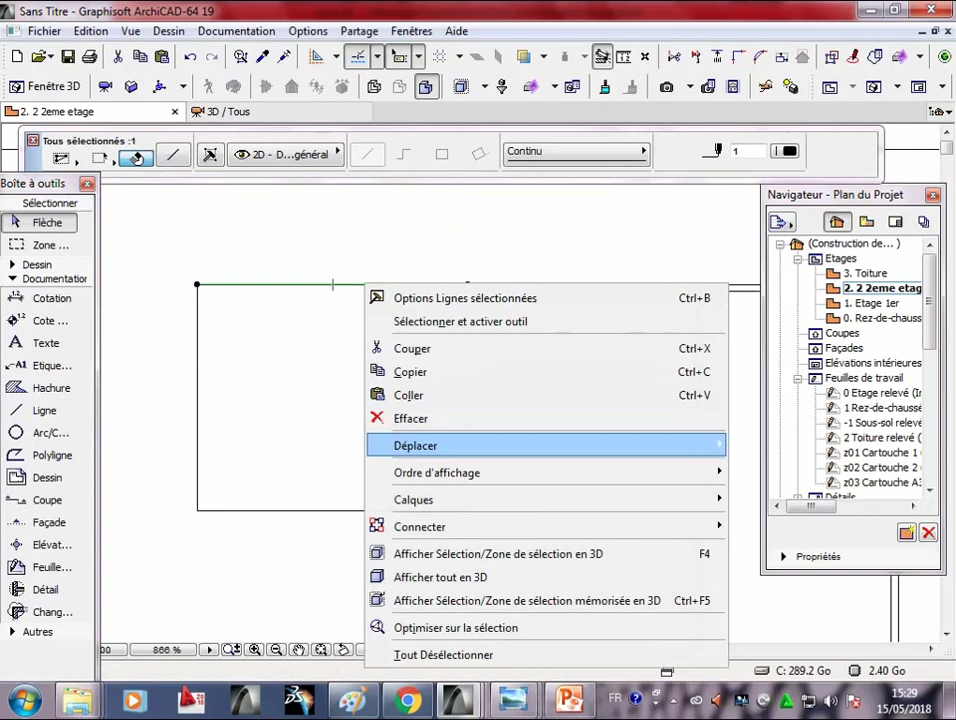 Sans Titre - Graphisoft ArchiCAD-64 19
Fichier Edition Vue Dessin Documentation Options Partage Fenêtres Aide
Fenêtre 3D
2. 2 2eme etage
3D / Tous
Tous sélectionnés :1
2D - D...général
Continu
1
Boîte à outils
Sélectionner
Flèche
Zone ...
Dessin
Documentation
Cotation
Cote ...
Texte
Etique...
Hachure
Ligne
Arc/C...
Polyligne
Dessin
Coupe
Façade
Elévat...
Feuille...
Détail
Chang...
Autres
Options Lignes sélectionnées Ctrl+B
Sélectionner et activer outil
Couper Ctrl+X
Copier Ctrl+C
Coller Ctrl+V
Effacer
Déplacer
Ordre d'affichage
Calques
Connecter
Afficher Sélection/Zone de sélection en 3D F4
Afficher tout en 3D
Afficher Sélection/Zone de sélection mémorisée en 3D Ctrl+F5
Optimiser sur la sélection
Tout Désélectionner
Navigateur - Plan du Projet
(Construction de... )
Etages
3. Toiture
2. 2 2eme etag
1. Etage 1er
0. Rez-de-chauss
Coupes
Façades
Elévations intérieures
Feuilles de travail
0 Etage relevé (In
1 Rez-de-chaussé
-1 Sous-sol relevé
2 Toiture relevé (
z01 Cartouche 1
z02 Cartouche 2
z03 Cartouche A3
Détails
Propriétés
00 866 %
C: 289.2 Go 2.40 Go
FR
15:29
15/05/2018